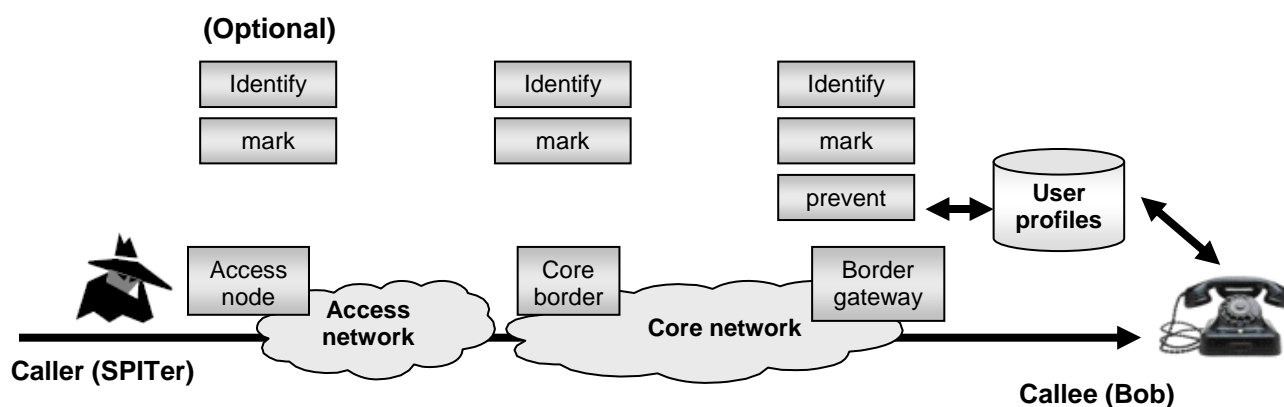 (Optional)
Identify
Identify
Identify
mark
mark
mark
prevent
User
profiles
Access
node
Core
border
Border
gateway
Access
network
Core network
Caller (SPITer)
Callee (Bob)